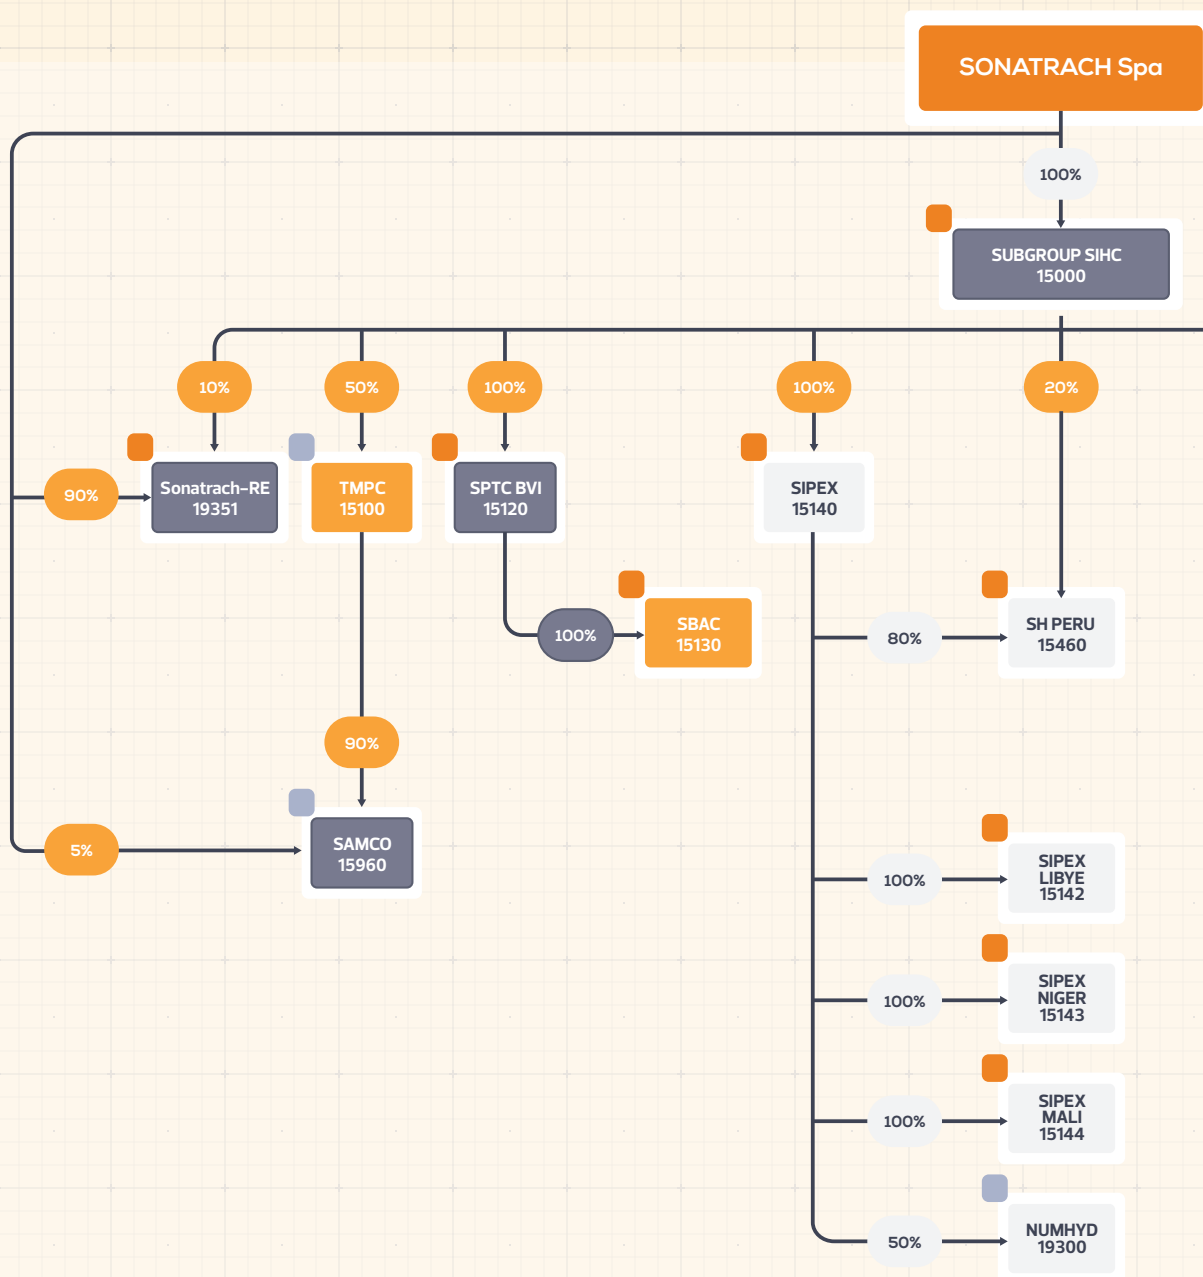 SONATRACH Spa
100%
SUBGROUP SIHC
15000
10%
50%
100%
100%
20%
90%
Sonatrach-RE
19351
TMPC
15100
SPTC BVI
15120
SIPEX
15140
100%
SBAC
15130
80%
SH PERU
15460
90%
5%
SAMCO
15960
100%
SIPEX
LIBYE
15142
100%
SIPEX
NIGER
15143
100%
SIPEX
MALI
15144
50%
NUMHYD
19300